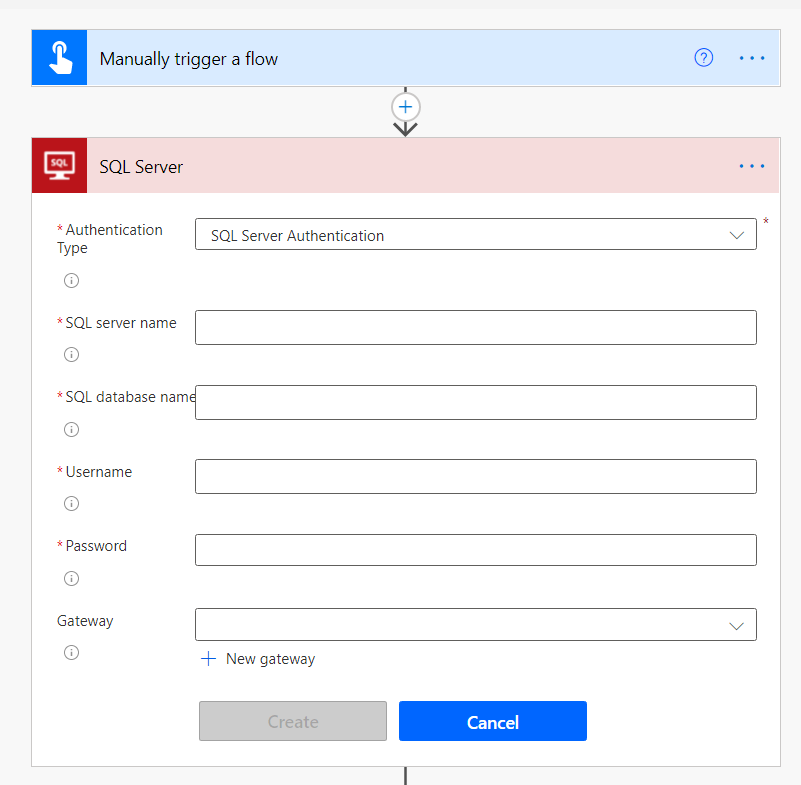 Manually trigger a flow
?
...
SQL
SQL Server
...
*Authentication
Type
SQL Server Authentication
*
i
*SQL server name
i
*SQL database name
i
*Username
i
*Password
i
Gateway
i
+ New gateway
Create
Cancel